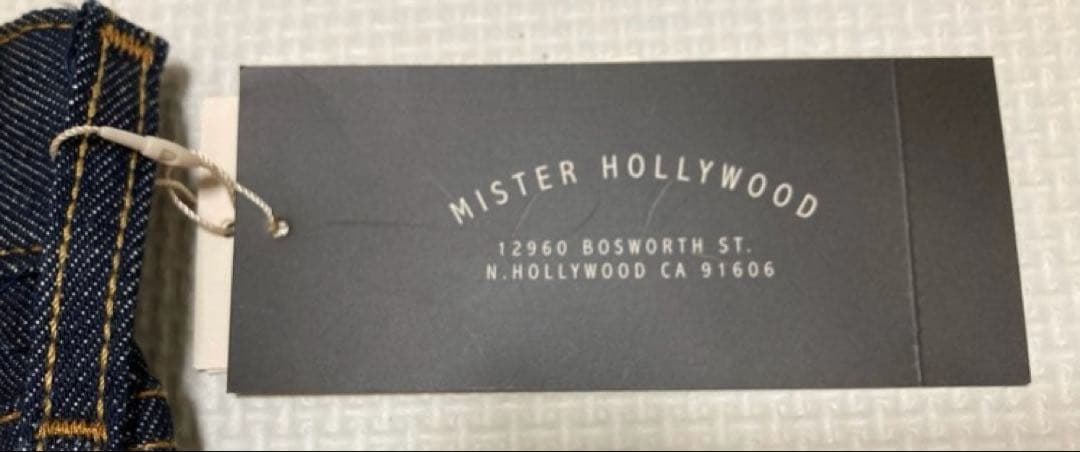 MISTER HOLLYWOOD
12960 BOSWORTH ST.
N.HOLLYWOOD CA 91606